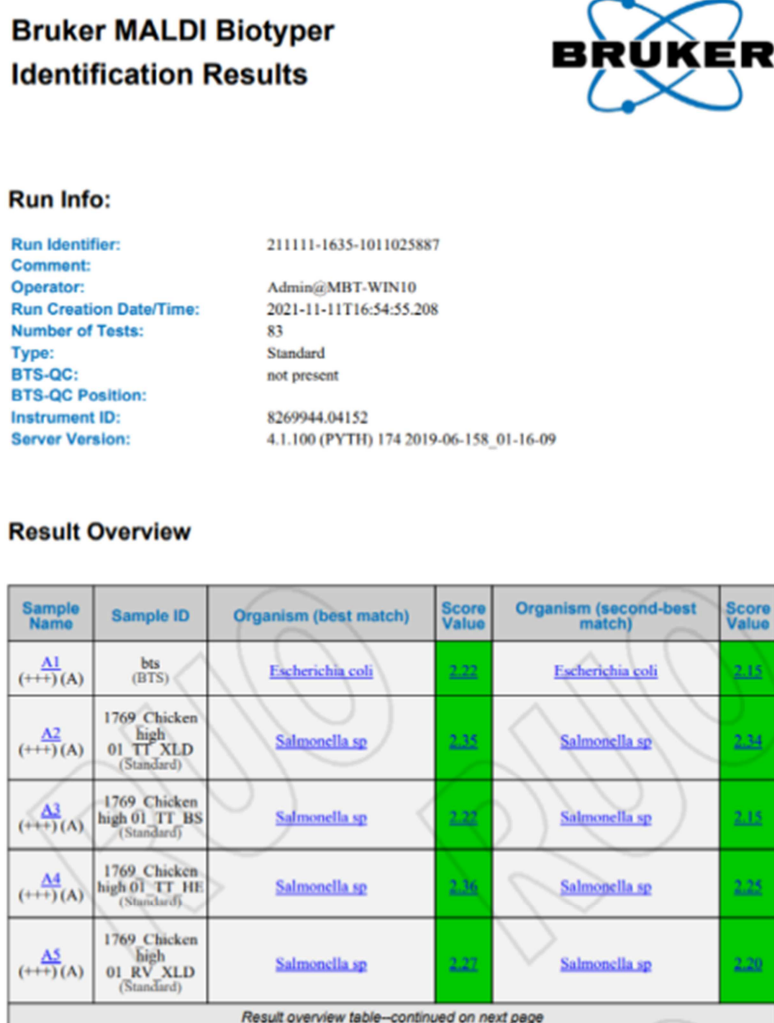 Bruker MALDI Biotyper
Identification Results
BRUKER
Run Info:
Run Identifier: 211111-1635-1011025887
Comment:
Operator: Admin@MBT-WIN10
Run Creation Date/Time: 2021-11-11T16:54:55.208
Number of Tests: 83
Type: Standard
BTS-QC: not present
BTS-QC Position:
Instrument ID: 8269944.04152
Server Version: 4.1.100 (PYTH) 174 2019-06-158_01-16-09
Result Overview
Sample Name Sample ID Organism (best match) Score Value Organism (second-best match) Score Value
A1 (+++) (A) bts (BTS) Escherichia coli 2.22 Escherichia coli 2.15
A2 (+++) (A) 1769_Chicken high 01_TT_XLD (Standard) Salmonella sp 2.35 Salmonella sp 2.34
A3 (+++) (A) 1769_Chicken high 01_TT_BS (Standard) Salmonella sp 2.22 Salmonella sp 2.15
A4 (+++) (A) 1769_Chicken high 01_TT_HE (Standard) Salmonella sp 2.36 Salmonella sp 2.25
A5 (+++) (A) 1769_Chicken high 01_RV_XLD (Standard) Salmonella sp 2.27 Salmonella sp 2.20
Result overview table--continued on next page
RUO
RUO